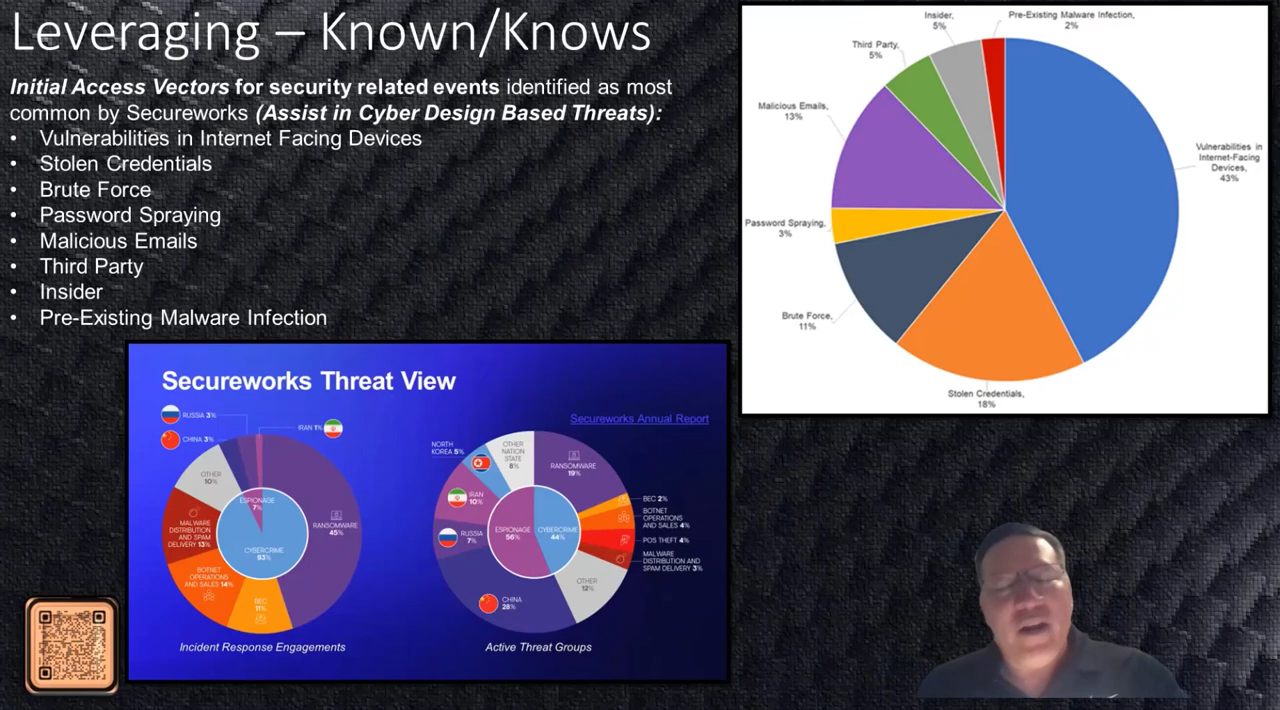 Leveraging – Known/Knows
Initial Access Vectors for security related events identified as most
common by Secureworks (Assist in Cyber Design Based Threats):
• Vulnerabilities in Internet Facing Devices
• Stolen Credentials
• Brute Force
• Password Spraying
• Malicious Emails
• Third Party
• Insider
• Pre-Existing Malware Infection
Insider,
5%
Pre-Existing Malware Infection,
2%
Third Party,
5%
Malicious Emails,
13%
Vulnerabilities in
Internet-Facing
Devices,
43%
Password Spraying,
3%
Brute Force,
11%
Stolen Credentials,
18%
Secureworks Threat View
Secureworks Annual Report
RUSSIA 3%
IRAN 1%
CHINA 3%
OTHER
10%
ESPIONAGE
7%
RANSOMWARE
45%
MALWARE
DISTRIBUTION
AND SPAM
DELIVERY 13%
CYBERCRIME
93%
BOTNET
OPERATIONS
AND SALES 14%
BEC
11%
Incident Response Engagements
NORTH
KOREA 5%
OTHER
NATION
STATE
8%
RANSOMWARE
19%
IRAN
10%
BEC 2%
BOTNET
OPERATIONS
AND SALES 4%
RUSSIA
7%
ESPIONAGE
56%
CYBERCRIME
44%
POS THEFT 4%
MALWARE
DISTRIBUTION AND
SPAM DELIVERY 3%
OTHER
12%
CHINA
28%
Active Threat Groups